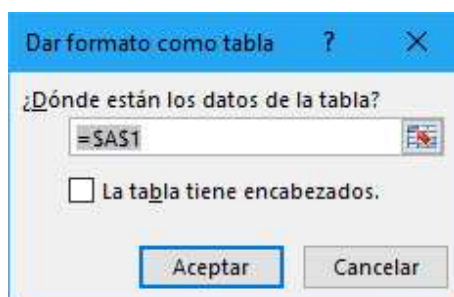 Dar formato como tabla ?
¿Dónde están los datos de la tabla?
=$A$1
La tabla tiene encabezados.
Aceptar Cancelar